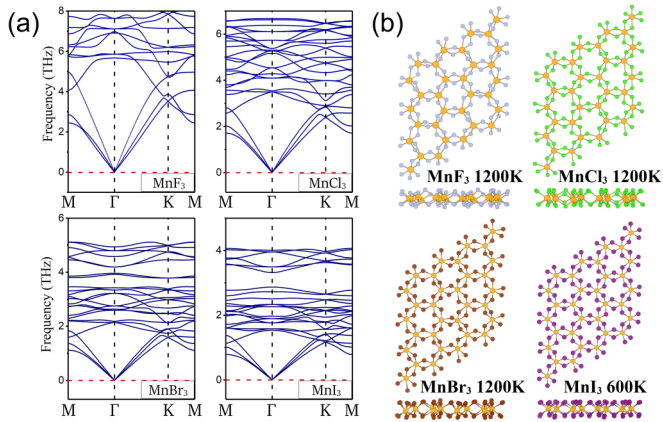 (a)
Frequency (THz)
8
6
4
2
0
MnF₃
M Γ K M
6
4
2
0
MnCl₃
M Γ K M
Frequency (THz)
6
4
2
0
MnBr₃
M Γ K M
4
2
0
MnI₃
M Γ K M
(b)
MnF₃ 1200K
MnCl₃ 1200K
MnBr₃ 1200K
MnI₃ 600K